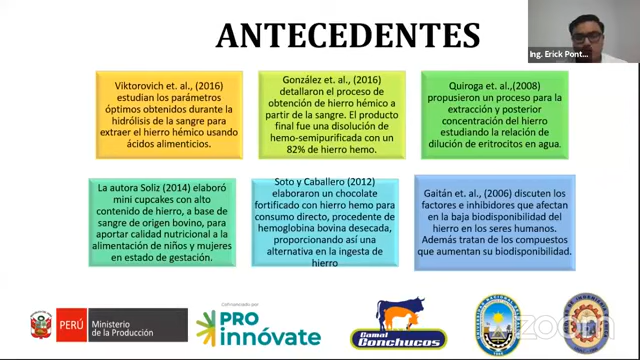 ANTECEDENTES
Ing. Erick Pont...
Viktorovich et. al., (2016)
estudian los parámetros
óptimos obtenidos durante la
hidrólisis de la sangre para
extraer el hierro hémico usando
ácidos alimenticios.
González et. al., (2016)
detallaron el proceso de
obtención de hierro hémico a
partir de la sangre. El producto
final fue una disolución de
hemo-semipurificada con un
82% de hierro hemo.
Quiroga et. al.,(2008)
propusieron un proceso para la
extracción y posterior
concentración del hierro
estudiando la relación de
dilución de eritrocitos en agua.
La autora Soliz (2014) elaboró
mini cupcakes con alto
contenido de hierro, a base de
sangre de origen bovino, para
aportar calidad nutricional a la
alimentación de niños y mujeres
en estado de gestación.
Soto y Caballero (2012)
elaboraron un chocolate
fortificado con hierro hemo para
consumo directo, procedente de
hemoglobina bovina desecada,
proporcionando así una
alternativa en la ingesta de
hierro
Gaitán et. al., (2006) discuten los
factores e inhibidores que afectan
en la baja biodisponibilidad del
hierro en los seres humanos.
Además tratan de los compuestos
que aumentan su biodisponibilidad.
PERÚ
Ministerio
de la Producción
Cofinanciado por:
PRO
innóvate
Camal
Conchucos
zoom